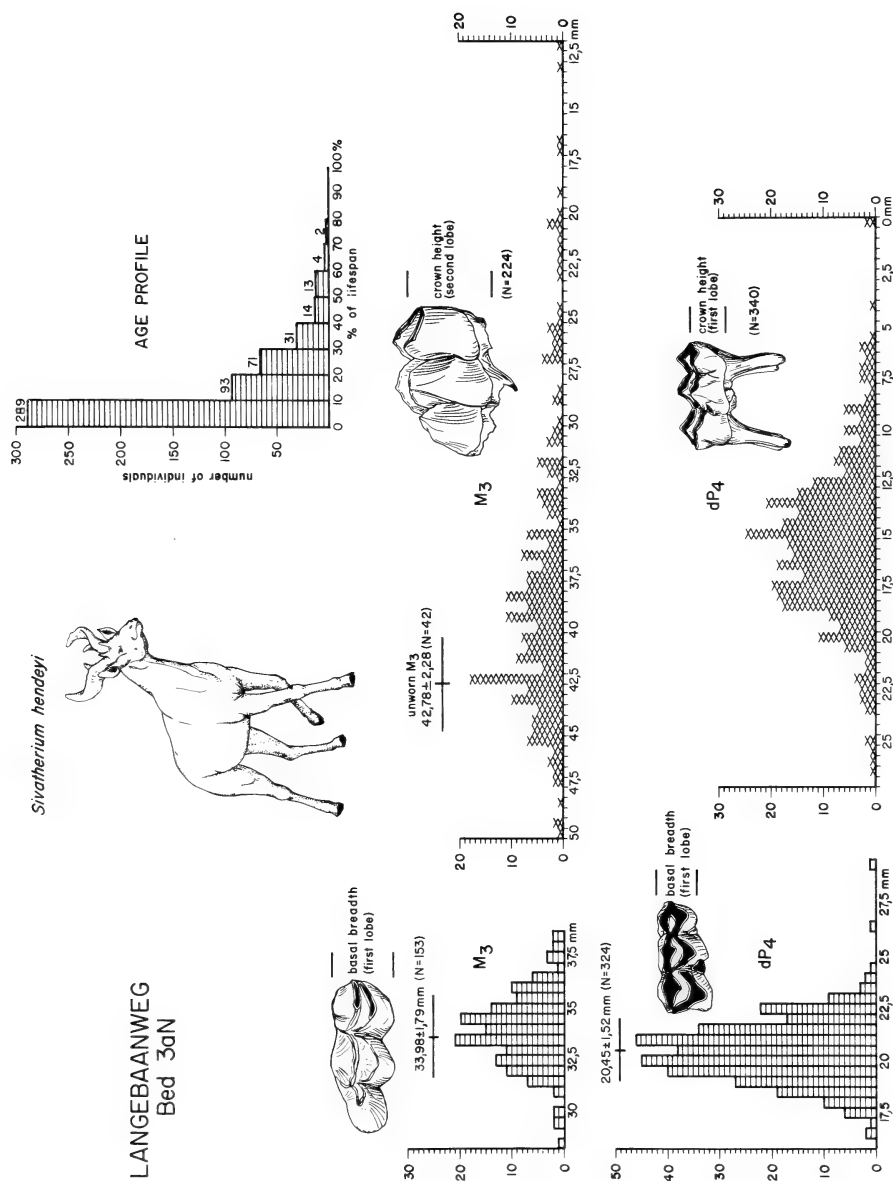 LANGEBAANWEG
Bed 3aN
Sivatherium hendeyi
AGE PROFILE
number of individuals
300
200
100
50
289
93
71
31
14
13
4
2
0 10 20 30 40 50 60 70 80 90 100%
% of lifespan
basal breadth
(first lobe)
33,98±1,79mm (N=153)
M3
30
20
10
0
30 32,5 35 37,5 mm
unworn M3
42,78±2,28 (N=42)
M3
crown height
(second lobe)
(N=224)
20
10
0
20
10
0
50 47,5 45 42,5 40 37,5 35 32,5 30 27,5 25 22,5 20 17,5 15 12,5 mm
basal breadth
(first lobe)
20,45±1,52 mm (N=324)
dP4
50
40
30
20
10
0
17,5 20 22,5 25 27,5 mm
dP4
crown height
(first lobe)
(N=340)
30
20
10
0
30
20
10
0
25 22,5 20 17,5 15 12,5 10 7,5 5 2,5 0 mm